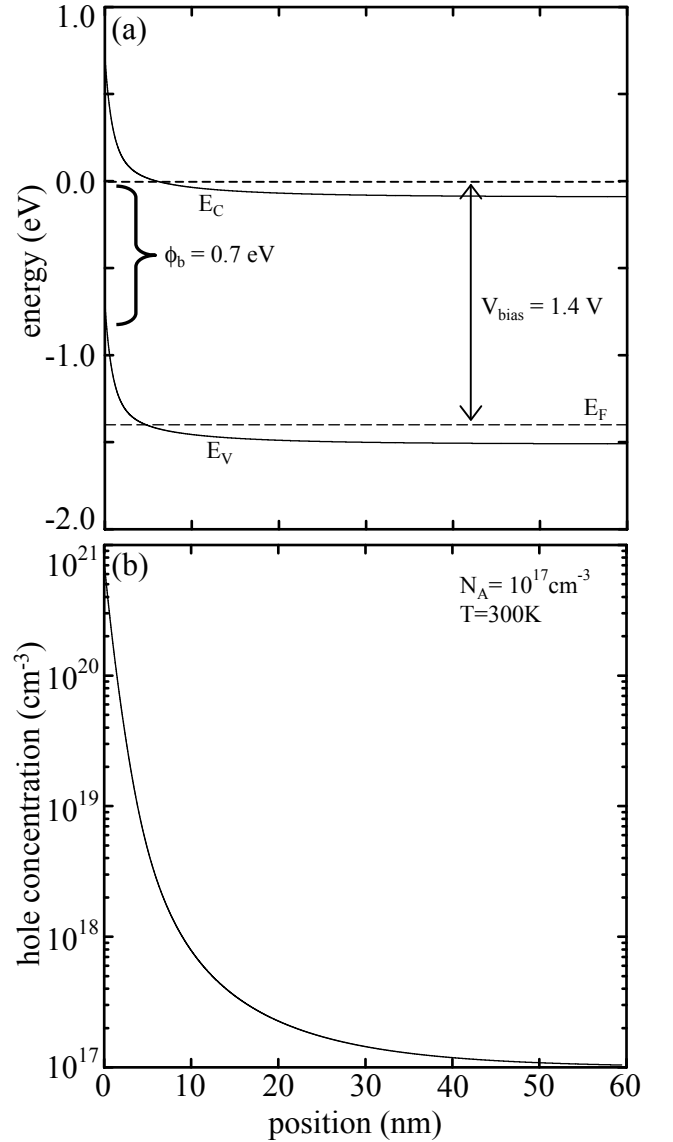 1.0
(a)
0.0
E_C
ϕ_b = 0.7 eV
V_bias = 1.4 V
-1.0
E_F
E_V
-2.0
energy (eV)
10^21
(b)
N_A= 10^17cm^-3
T=300K
10^20
10^19
10^18
10^17
hole concentration (cm^-3)
0 10 20 30 40 50 60
position (nm)